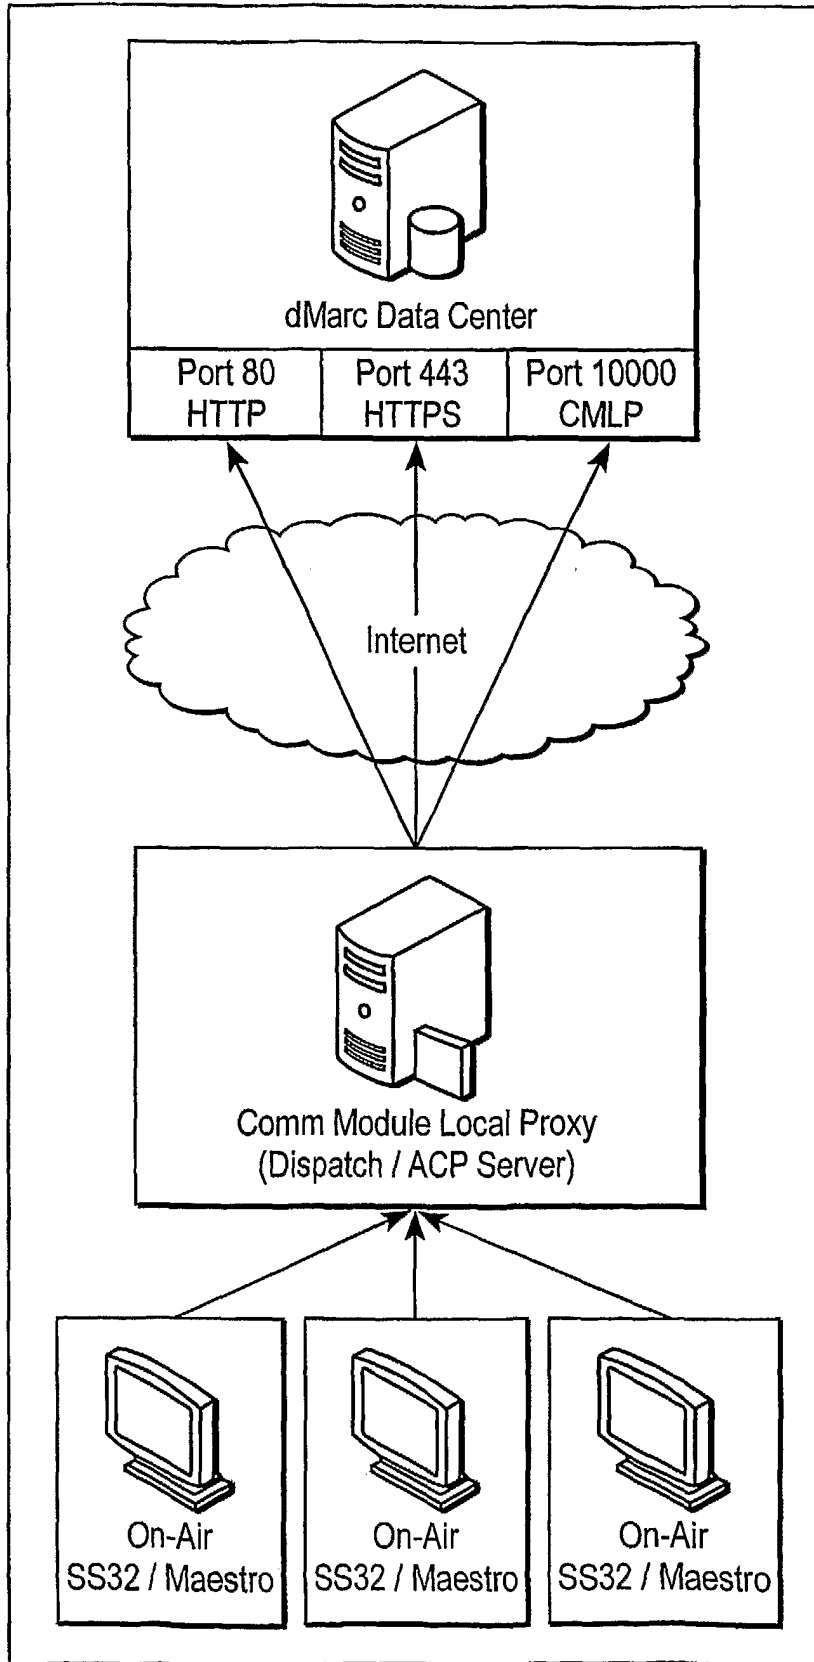 dMarc Data Center
Port 80
HTTP
Port 443
HTTPS
Port 10000
CMLP
Internet
Comm Module Local Proxy
(Dispatch / ACP Server)
On-Air
SS32 / Maestro
On-Air
SS32 / Maestro
On-Air
SS32 / Maestro